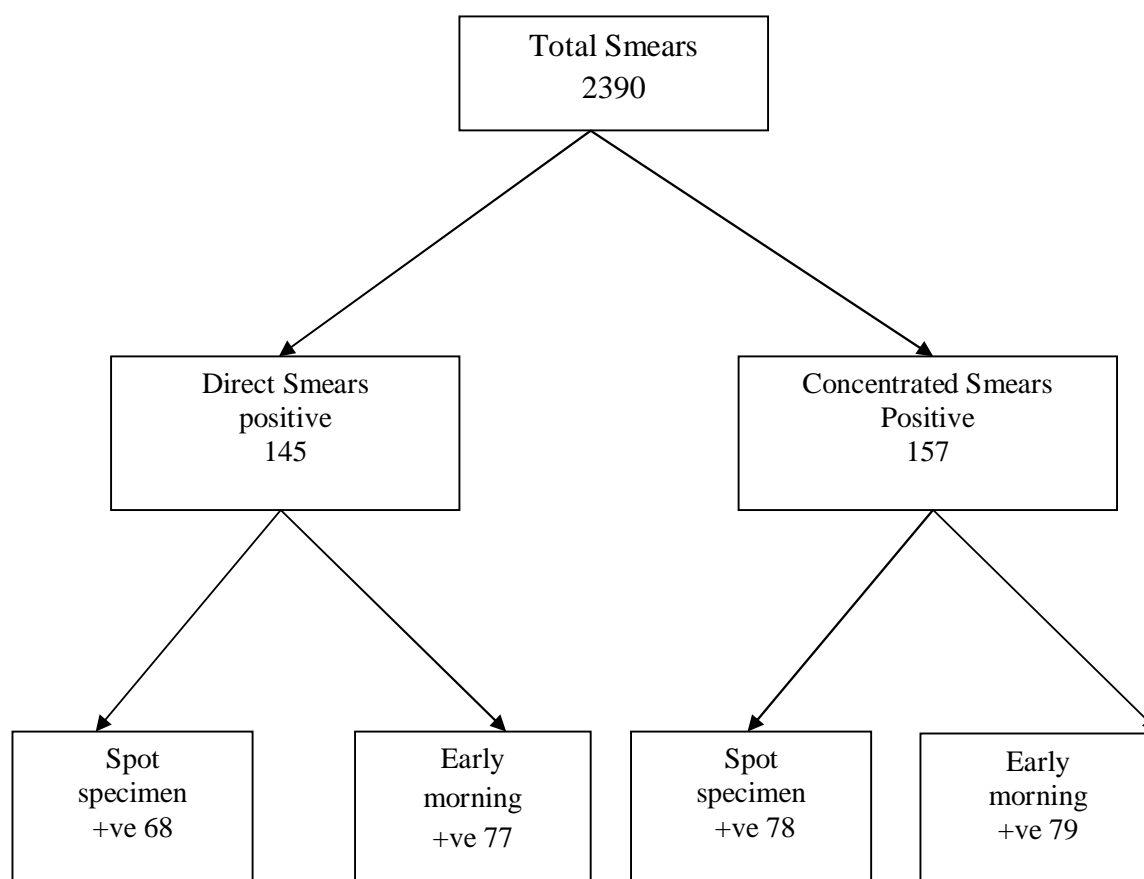 Total Smears
2390
Direct Smears
positive
145
Concentrated Smears
Positive
157
Spot
specimen
+ve 68
Early
morning
+ve 77
Spot
specimen
+ve 78
Early
morning
+ve 79